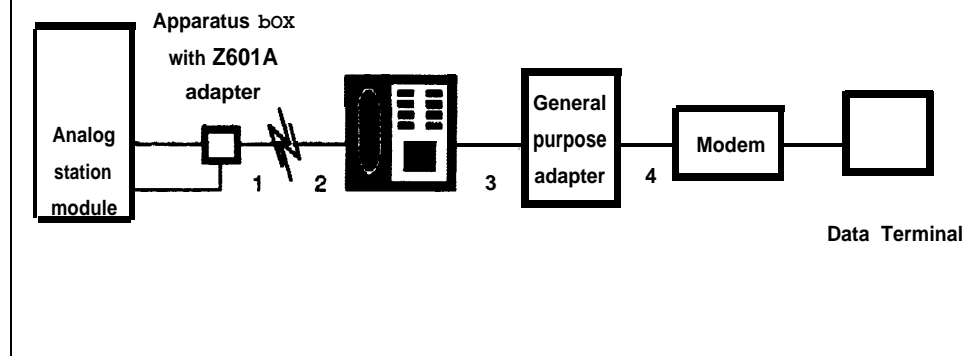 Apparatus box
with Z601A
adapter
Analog
station
module
1
2
3
General
purpose
adapter
4
Modem
Data Terminal